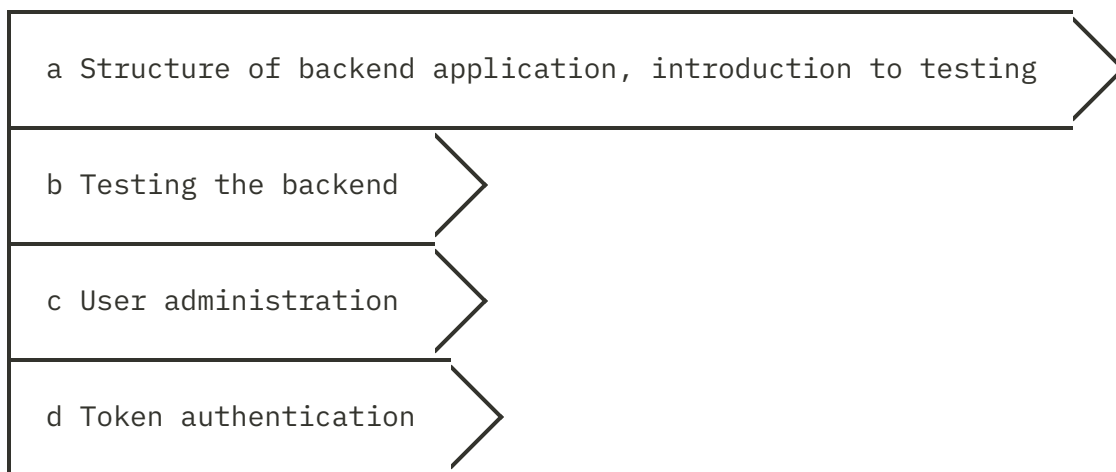 a Structure of backend application, introduction to testing
b Testing the backend
c User administration
d Token authentication